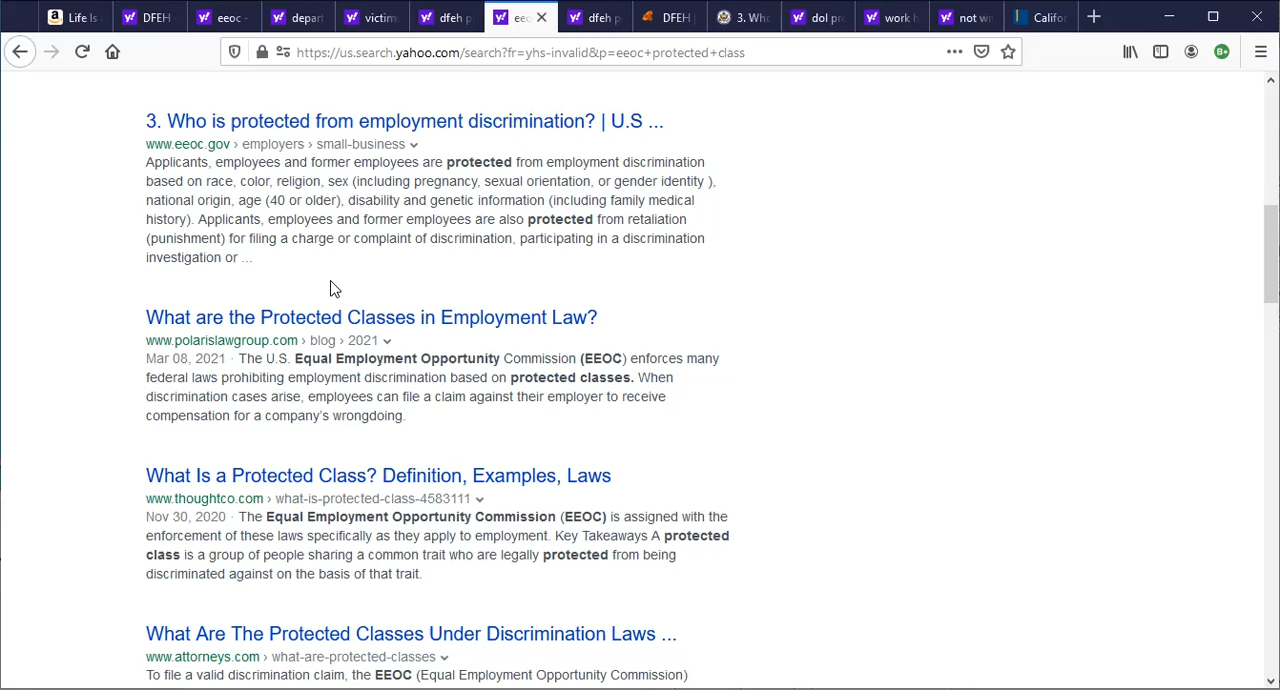 Life Is
DFEH
eeoc -
depart
victim
dfeh p
eec
dfeh p
DFEH
3. Who
dol pr
work h
not wi
Califor
https://us.search.yahoo.com/search?fr=yhs-invalid&p=eeoc+protected+class
3. Who is protected from employment discrimination? | U.S ...
www.eeoc.gov › employers › small-business
Applicants, employees and former employees are protected from employment discrimination
based on race, color, religion, sex (including pregnancy, sexual orientation, or gender identity ),
national origin, age (40 or older), disability and genetic information (including family medical
history). Applicants, employees and former employees are also protected from retaliation
(punishment) for filing a charge or complaint of discrimination, participating in a discrimination
investigation or ...
What are the Protected Classes in Employment Law?
www.polarislawgroup.com › blog › 2021
Mar 08, 2021 · The U.S. Equal Employment Opportunity Commission (EEOC) enforces many
federal laws prohibiting employment discrimination based on protected classes. When
discrimination cases arise, employees can file a claim against their employer to receive
compensation for a company's wrongdoing.
What Is a Protected Class? Definition, Examples, Laws
www.thoughtco.com › what-is-protected-class-4583111
Nov 30, 2020 · The Equal Employment Opportunity Commission (EEOC) is assigned with the
enforcement of these laws specifically as they apply to employment. Key Takeaways A protected
class is a group of people sharing a common trait who are legally protected from being
discriminated against on the basis of that trait.
What Are The Protected Classes Under Discrimination Laws ...
www.attorneys.com › what-are-protected-classes
To file a valid discrimination claim, the EEOC (Equal Employment Opportunity Commission)